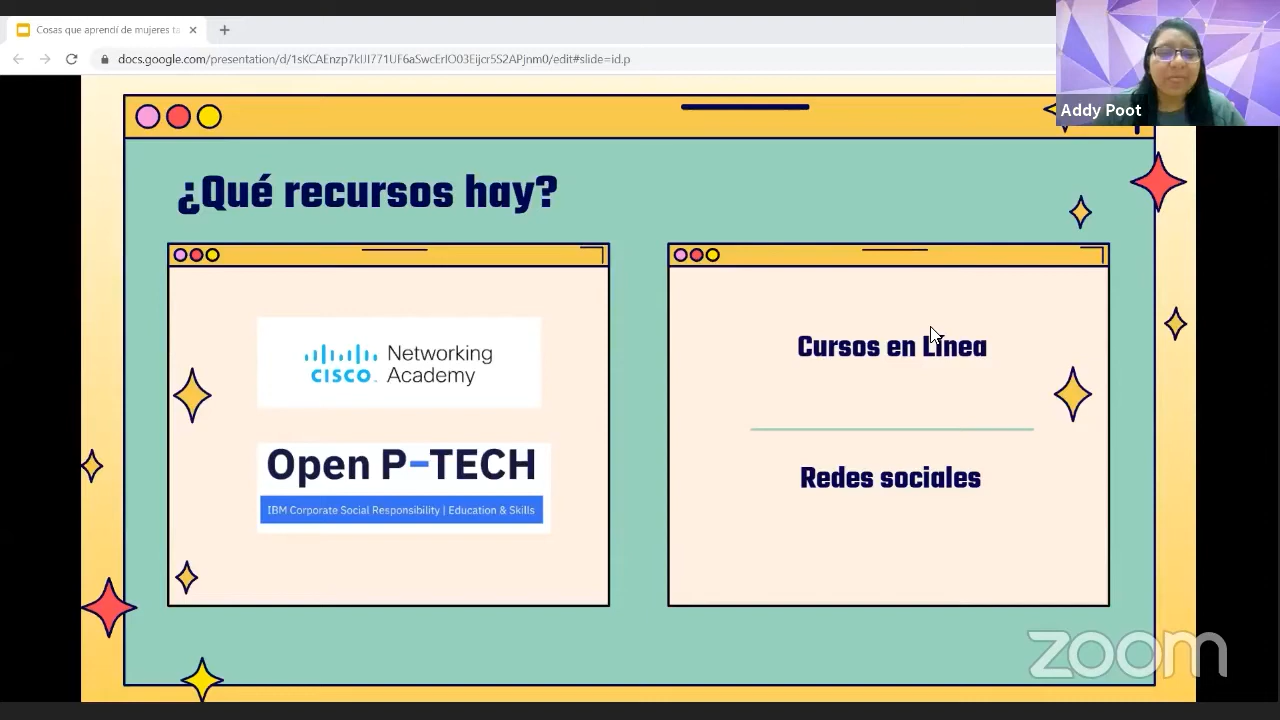 Cosas que aprendí de mujeres ta
docs.google.com/presentation/d/1sKCAEnzp7kIJI771UF6aSwcErIO03Eijcr5S2APjnm0/edit#slide=id.p
Addy Poot
¿Qué recursos hay?
CISCO Networking
Academy
Open P-TECH
IBM Corporate Social Responsibility | Education & Skills
Cursos en Línea
Redes sociales
zoom